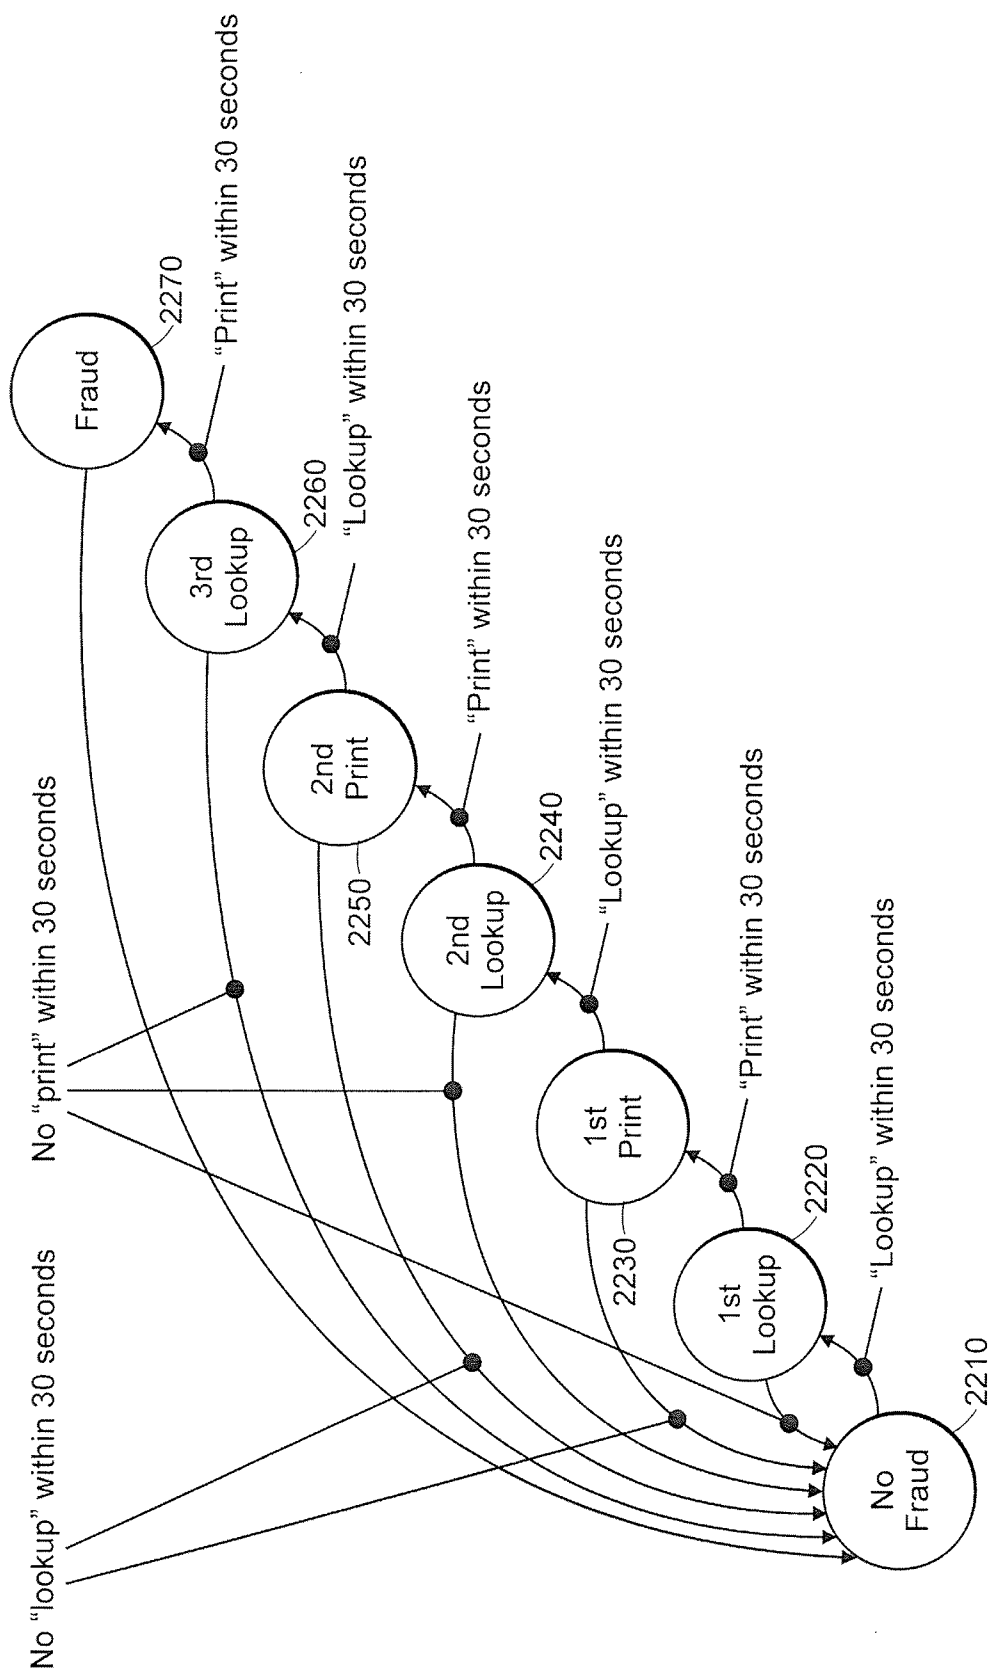 No "lookup" within 30 seconds
No "print" within 30 seconds
Fraud
2270
"Print" within 30 seconds
3rd
Lookup
2260
"Lookup" within 30 seconds
2nd
Print
2250
"Print" within 30 seconds
2nd
Lookup
2240
"Lookup" within 30 seconds
1st
Print
2230
"Print" within 30 seconds
1st
Lookup
2220
"Lookup" within 30 seconds
No
Fraud
2210